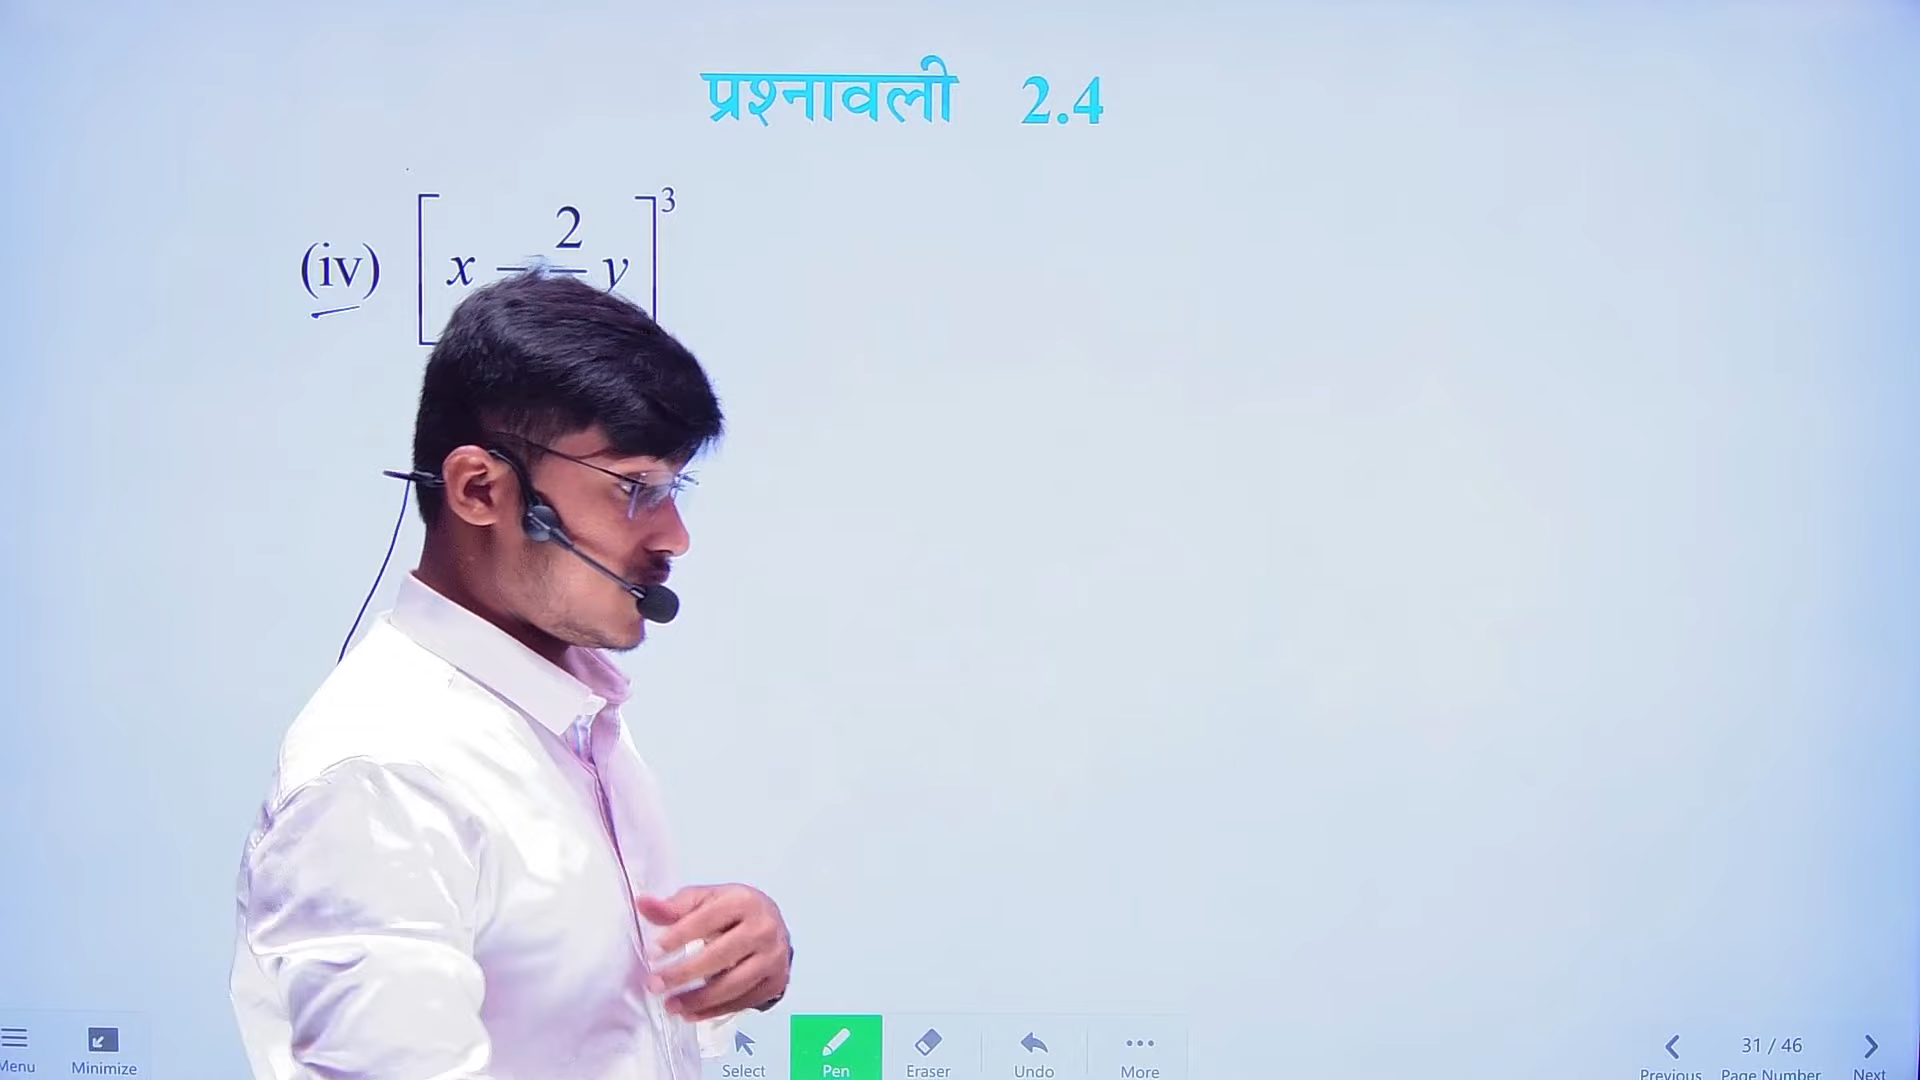 प्रश्नावली 2.4
(iv) [x − 2 y]³
Menu
Minimize
Select
Pen
Eraser
Undo
More
Previous
31 / 46
Page Number
Next